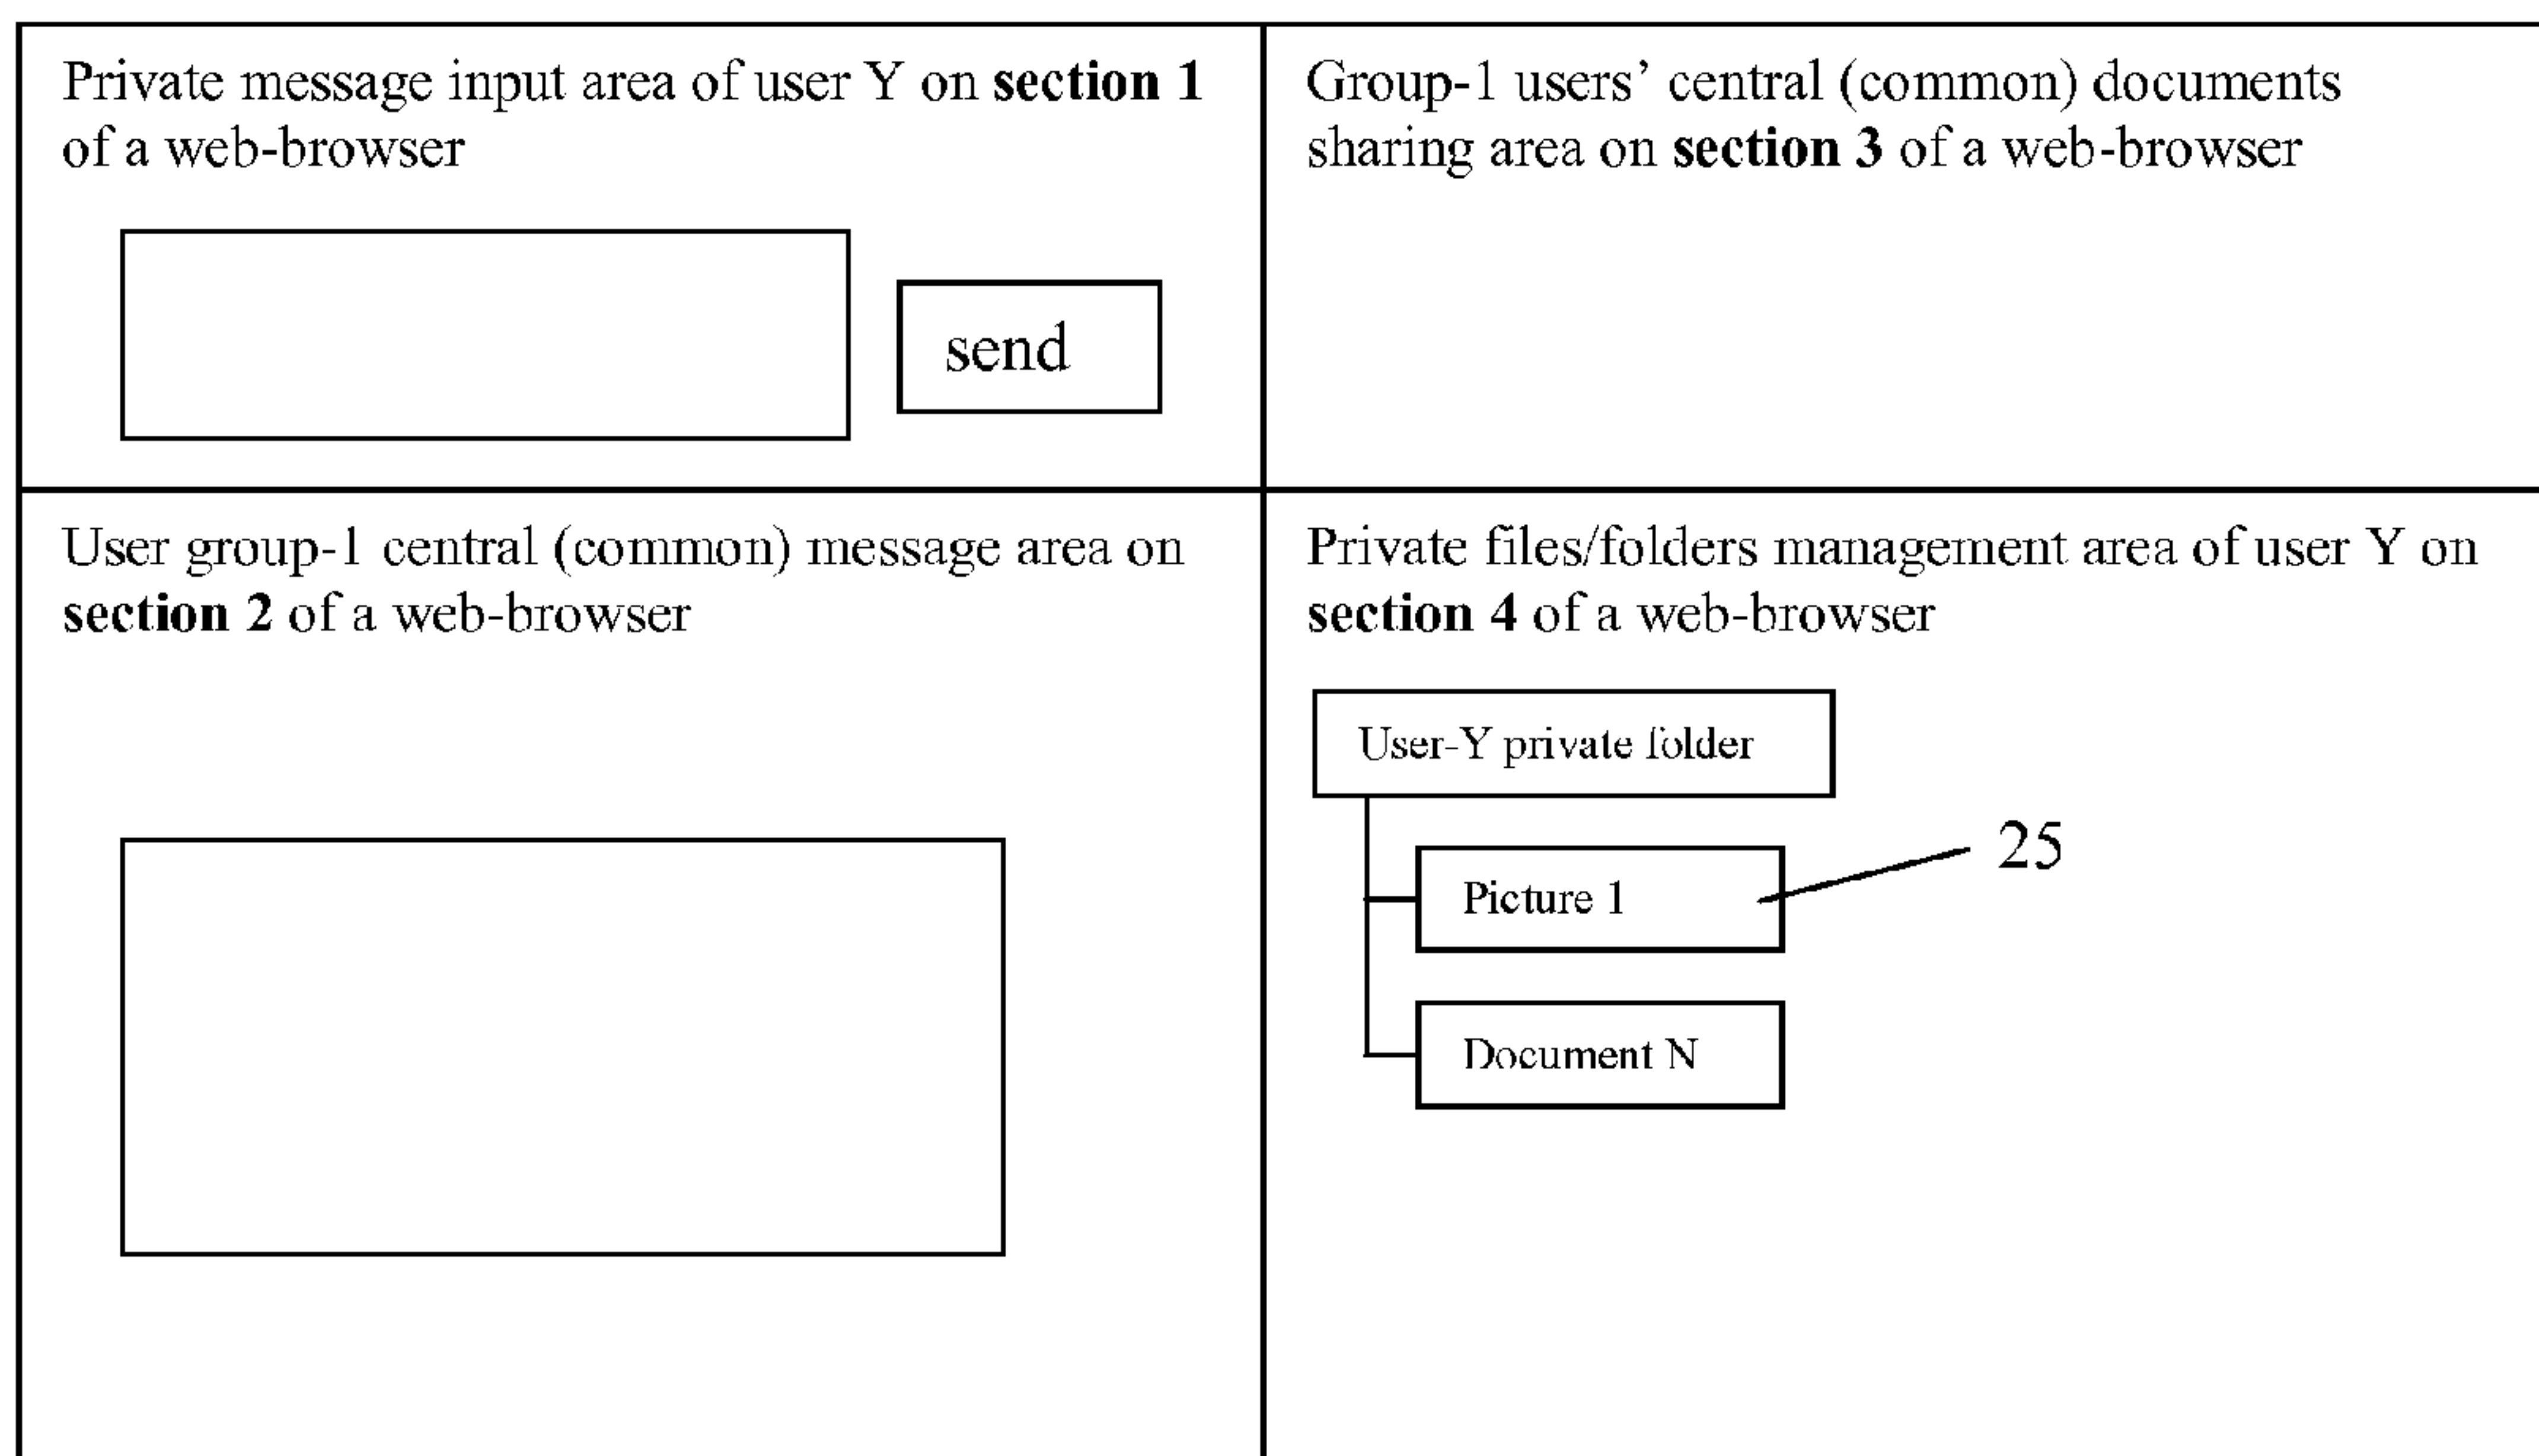 Private message input area of user Y on section 1
of a web-browser
send
Group-1 users’ central (common) documents
sharing area on section 3 of a web-browser
User group-1 central (common) message area on
section 2 of a web-browser
Private files/folders management area of user Y on
section 4 of a web-browser
User-Y private folder
Picture 1
25
Document N